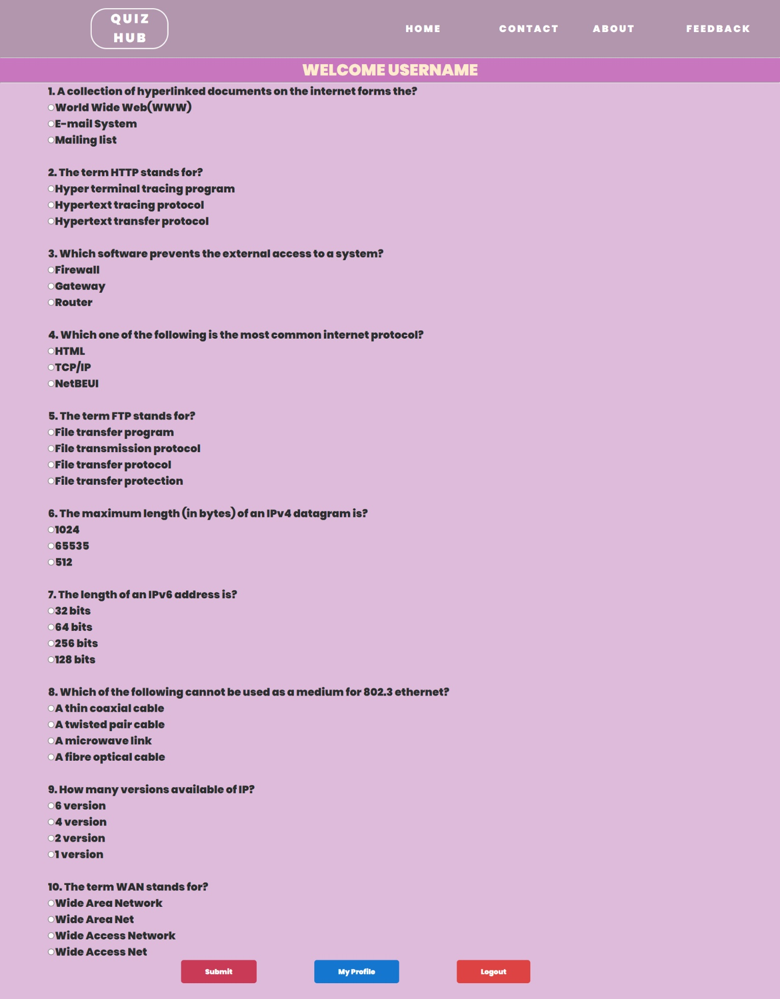 QUIZ
HUB
HOME CONTACT ABOUT FEEDBACK
WELCOME USERNAME
1. A collection of hyperlinked documents on the internet forms the?
World Wide Web(WWW)
E-mail System
Mailing list
2. The term HTTP stands for?
Hyper terminal tracing program
Hypertext tracing protocol
Hypertext transfer protocol
3. Which software prevents the external access to a system?
Firewall
Gateway
Router
4. Which one of the following is the most common internet protocol?
HTML
TCP/IP
NetBEUI
5. The term FTP stands for?
File transfer program
File transmission protocol
File transfer protocol
File transfer protection
6. The maximum length (in bytes) of an IPv4 datagram is?
1024
65535
512
7. The length of an IPv6 address is?
32 bits
64 bits
256 bits
128 bits
8. Which of the following cannot be used as a medium for 802.3 ethernet?
A thin coaxial cable
A twisted pair cable
A microwave link
A fibre optical cable
9. How many versions available of IP?
6 version
4 version
2 version
1 version
10. The term WAN stands for?
Wide Area Network
Wide Area Net
Wide Access Network
Wide Access Net
Submit My Profile Logout